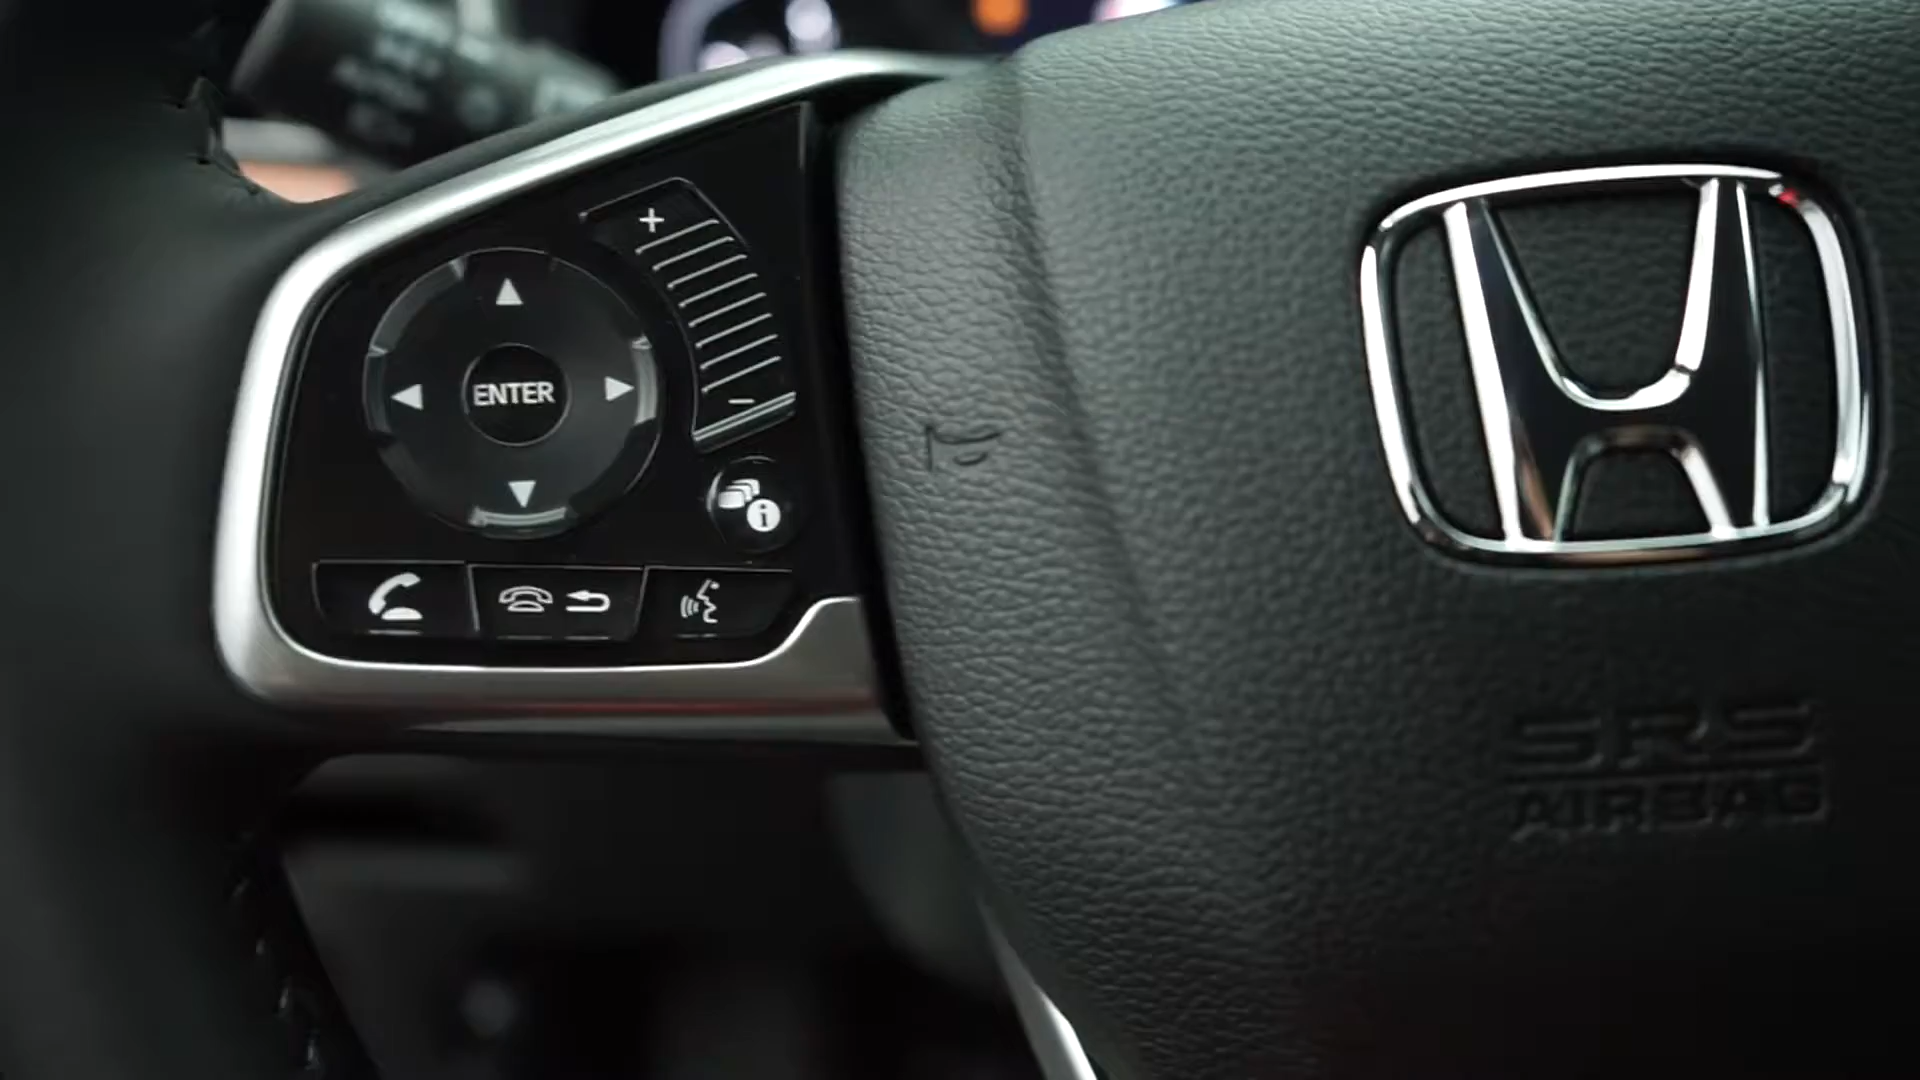 +
ENTER
-
i
SRS
AIRBAG